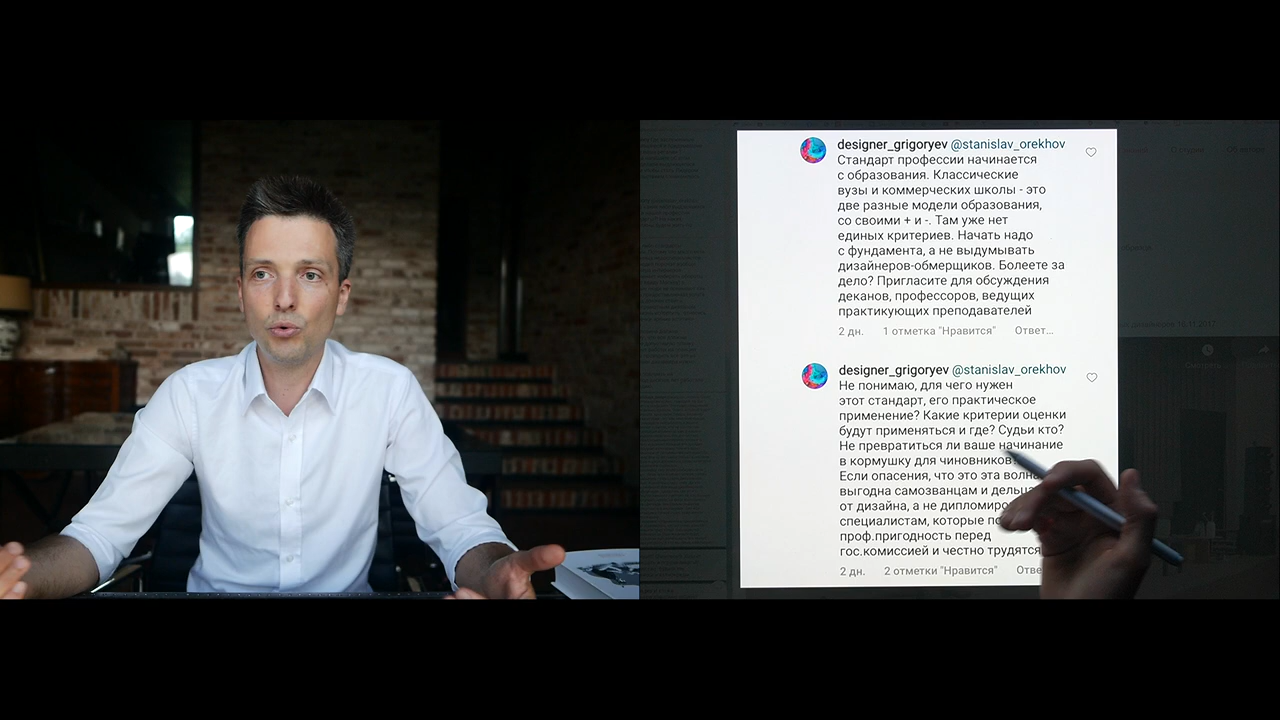 designer_grigoryev @stanislav_orekhov
Стандарт профессии начинается
с образования. Классические
вузы и коммерческих школы - это
две разные модели образования,
со своими + и -. Там уже нет
единых критериев. Начать надо
с фундамента, а не выдумывать
дизайнеров-обмерщиков. Болеете за
дело? Пригласите для обсуждения
деканов, профессоров, ведущих
практикующих преподавателей
2 дн. 1 отметка "Нравится" Ответ...
designer_grigoryev @stanislav_orekhov
Не понимаю, для чего нужен
этот стандарт, его практическое
применение? Какие критерии оценки
будут применяться и где? Судьи кто?
Не превратиться ли ваше начинание
в кормушку для чиновников
Если опасения, что это эта волна
выгодна самозванцам и
от дизайна, а не
специалистам, которые
проф.пригодность перед
гос.комиссией и честно трудятся
2 дн. 2 отметки "Нравится"